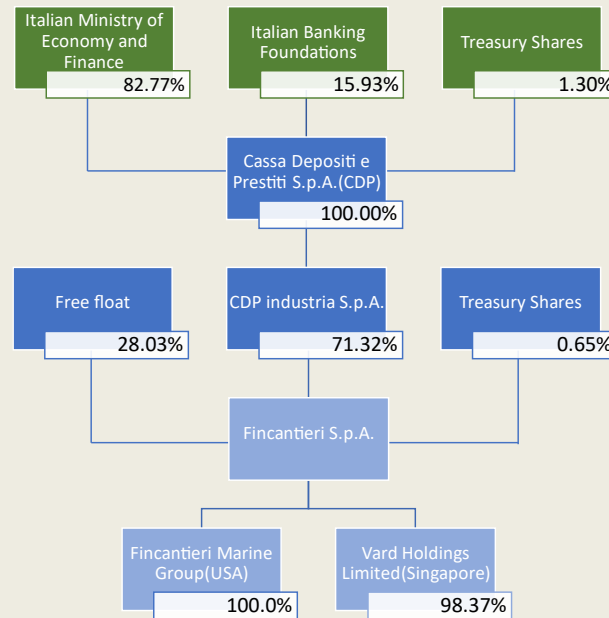 Italian Ministry of
Economy and
Finance
82.77%
Italian Banking
Foundations
15.93%
Treasury Shares
1.30%
Cassa Depositi e
Prestiti S.p.A.(CDP)
100.00%
Free float
28.03%
CDP industria S.p.A.
71.32%
Treasury Shares
0.65%
Fincantieri S.p.A.
Fincantieri Marine
Group(USA)
100.0%
Vard Holdings
Limited(Singapore)
98.37%